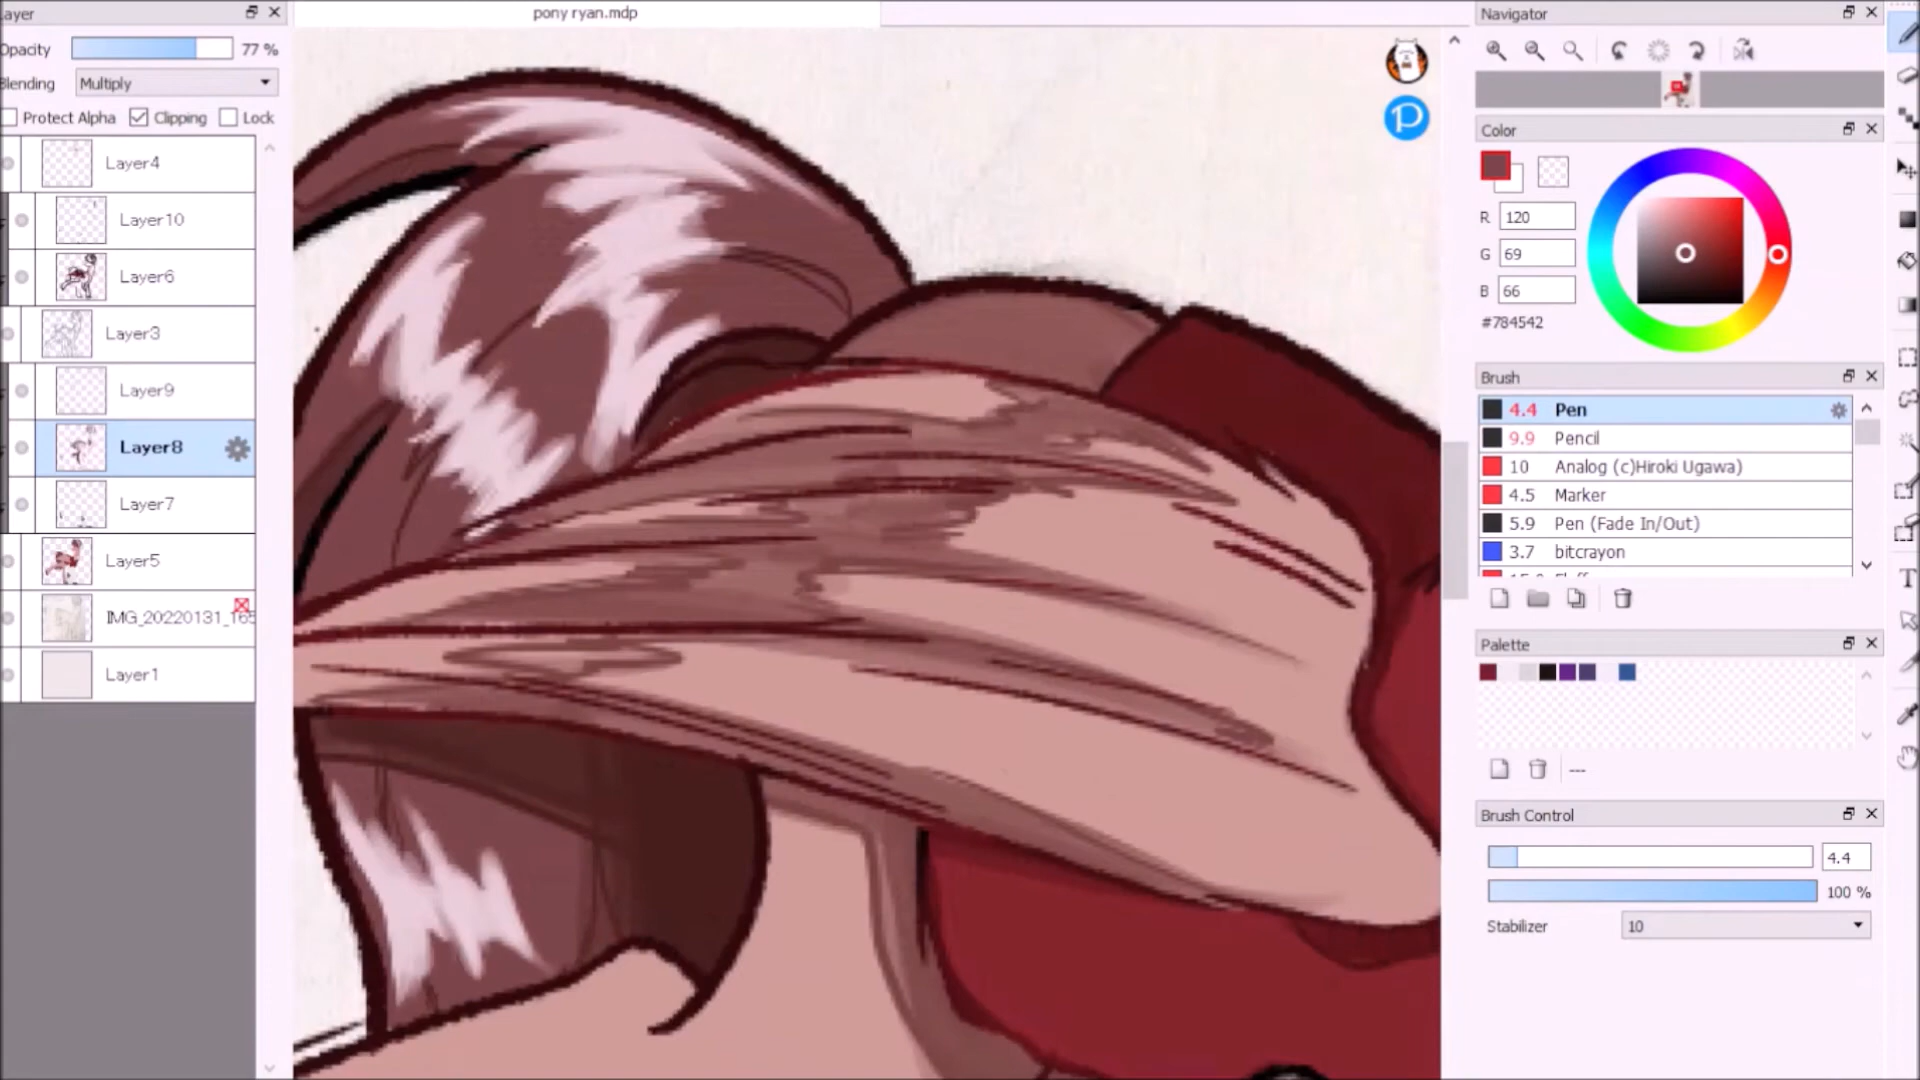 ayer
Opacity
77 %
Blending
Multiply
Protect Alpha
Clipping
Lock
Layer4
Layer10
Layer6
Layer3
Layer9
Layer8
Layer7
Layer5
IMG_20220131_165
Layer1
pony ryan.mdp
P
Navigator
Color
R
120
G
69
B
66
#784542
Brush
4.4 Pen
9.9 Pencil
10 Analog (c)Hiroki Ugawa)
4.5 Marker
5.9 Pen (Fade In/Out)
3.7 bitcrayon
Palette
---
Brush Control
4.4
100 %
Stabilizer
10
T